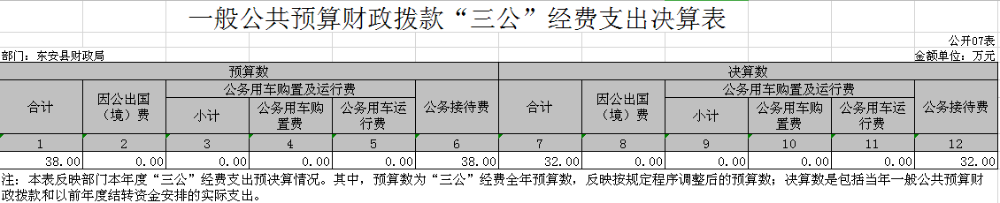 一般公共预算财政拨款“三公”经费支出决算表
公开07表
部门：东安县财政局 金额单位：万元
预算数 决算数
合计 因公出国（境）费 公务用车购置及运行费 公务接待费 合计 因公出国（境）费 公务用车购置及运行费 公务接待费
小计 公务用车购置费 公务用车运行费 小计 公务用车购置费 公务用车运行费
1 2 3 4 5 6 7 8 9 10 11 12
38.00 0.00 0.00 0.00 0.00 38.00 32.00 0.00 0.00 0.00 0.00 32.00
注：本表反映部门本年度“三公”经费支出预决算情况。其中，预算数为“三公”经费全年预算数，反映按规定程序调整后的预算数；决算数是包括当年一般公共预算财
政拨款和以前年度结转资金安排的实际支出。